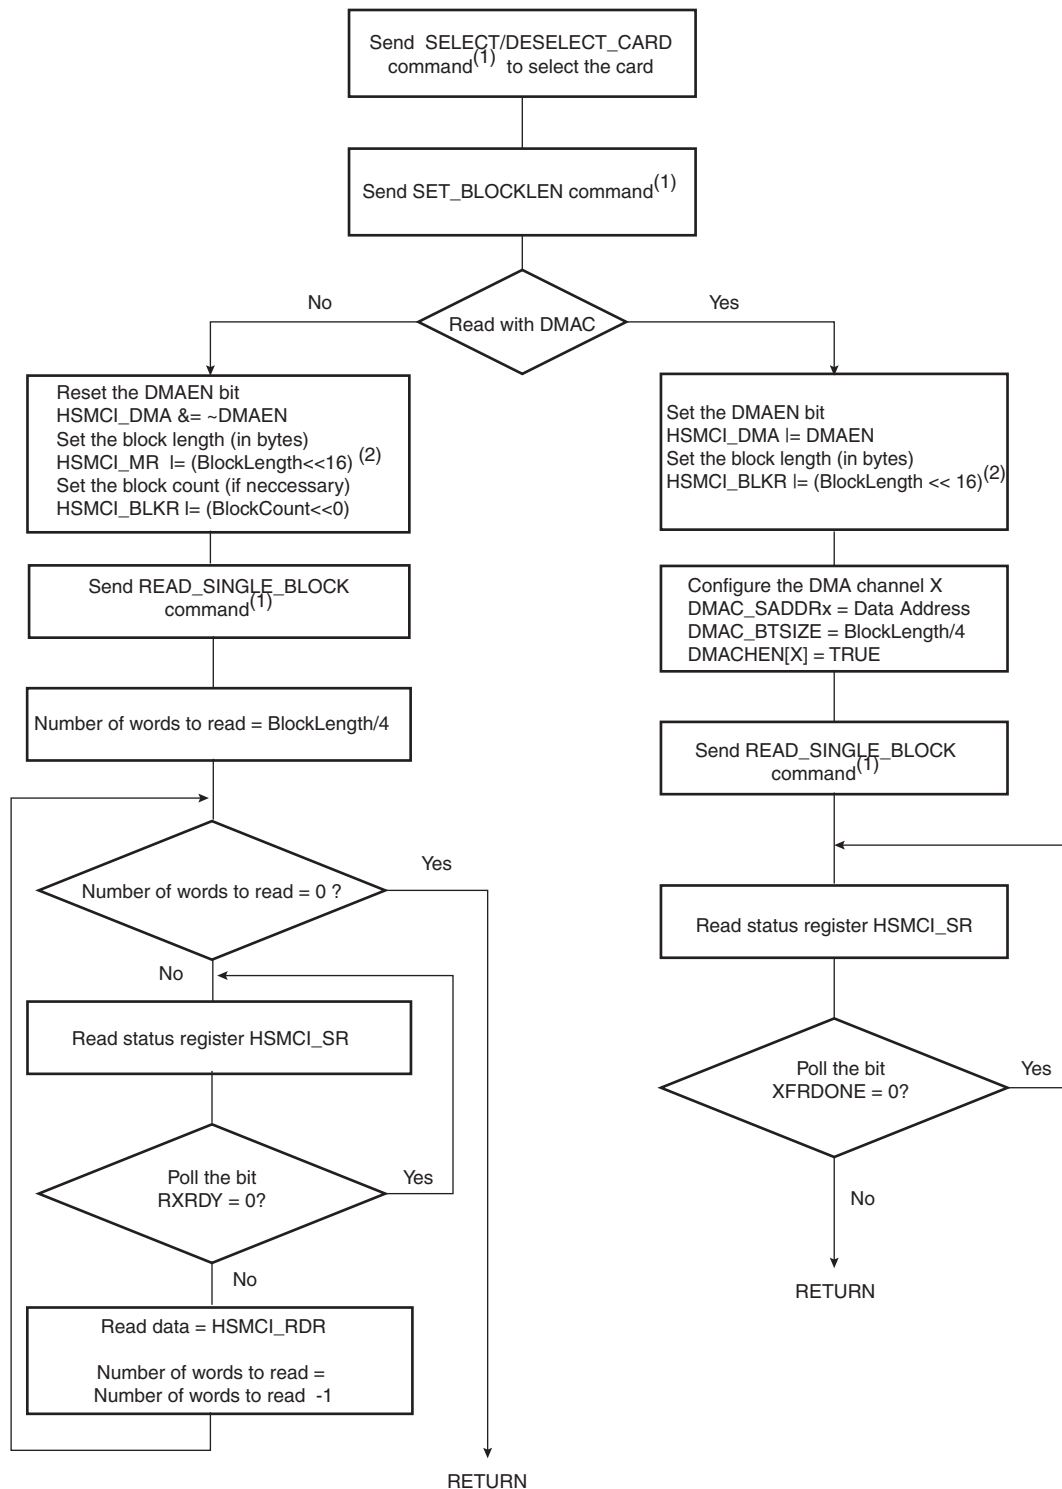 Send SELECT/DESELECT_CARD
command(1) to select the card
Send SET_BLOCKLEN command(1)
No
Yes
Read with DMAC
Reset the DMAEN bit
HSMCI_DMA &= ~DMAEN
Set the block length (in bytes)
HSMCI_MR l= (BlockLength<<16) (2)
Set the block count (if neccessary)
HSMCI_BLKR l= (BlockCount<<0)
Send READ_SINGLE_BLOCK
command(1)
Number of words to read = BlockLength/4
Number of words to read = 0 ?
Yes
No
Read status register HSMCI_SR
Poll the bit
RXRDY = 0?
Yes
No
Read data = HSMCI_RDR
Number of words to read =
Number of words to read -1
RETURN
Set the DMAEN bit
HSMCI_DMA l= DMAEN
Set the block length (in bytes)
HSMCI_BLKR l= (BlockLength << 16)(2)
Configure the DMA channel X
DMAC_SADDRx = Data Address
DMAC_BTSIZE = BlockLength/4
DMACHEN[X] = TRUE
Send READ_SINGLE_BLOCK
command(1)
Read status register HSMCI_SR
Poll the bit
XFRDONE = 0?
Yes
No
RETURN